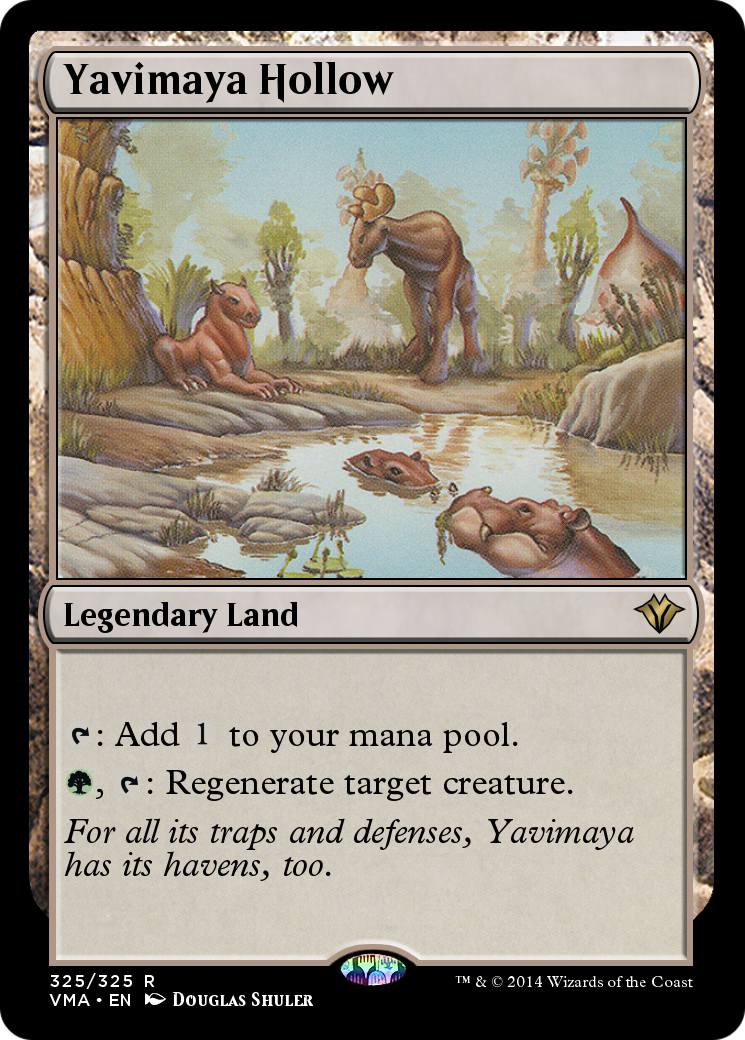 Yavimaya Hollow
Legendary Land
: Add 1 to your mana pool.
, : Regenerate target creature.
For all its traps and defenses, Yavimaya
has its havens, too.
325/325 R
VMA • EN Douglas Shuler
™ & © 2014 Wizards of the Coast